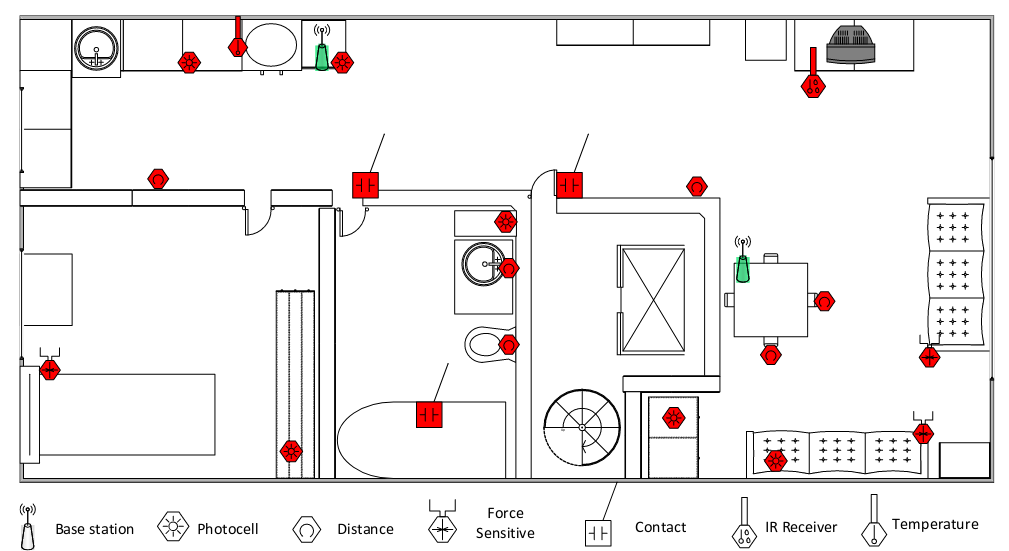 Base station
Photocell
Distance
Force
Sensitive
Contact
IR Receiver
Temperature